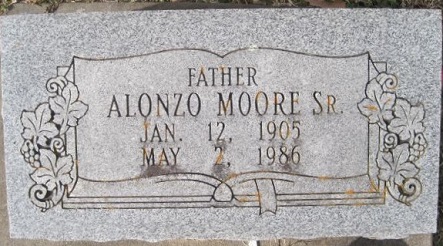 FATHER
ALONZO MOORE SR.
JAN. 12, 1905
MAY 2, 1986